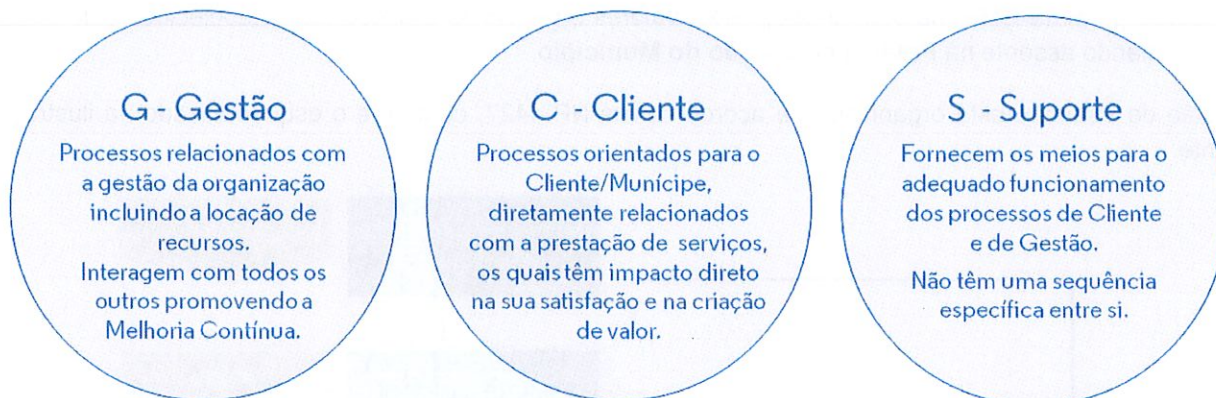 G - Gestão
Processos relacionados com
a gestão da organização
incluindo a locação de
recursos.
Interagem com todos os
outros promovendo a
Melhoria Contínua.
C - Cliente
Processos orientados para o
Cliente/Munícipe,
diretamente relacionados
com a prestação de serviços,
os quais têm impacto direto
na sua satisfação e na criação
de valor.
S - Suporte
Fornecem os meios para o
adequado funcionamento
dos processos de Cliente
e de Gestão.
Não têm uma sequência
específica entre si.